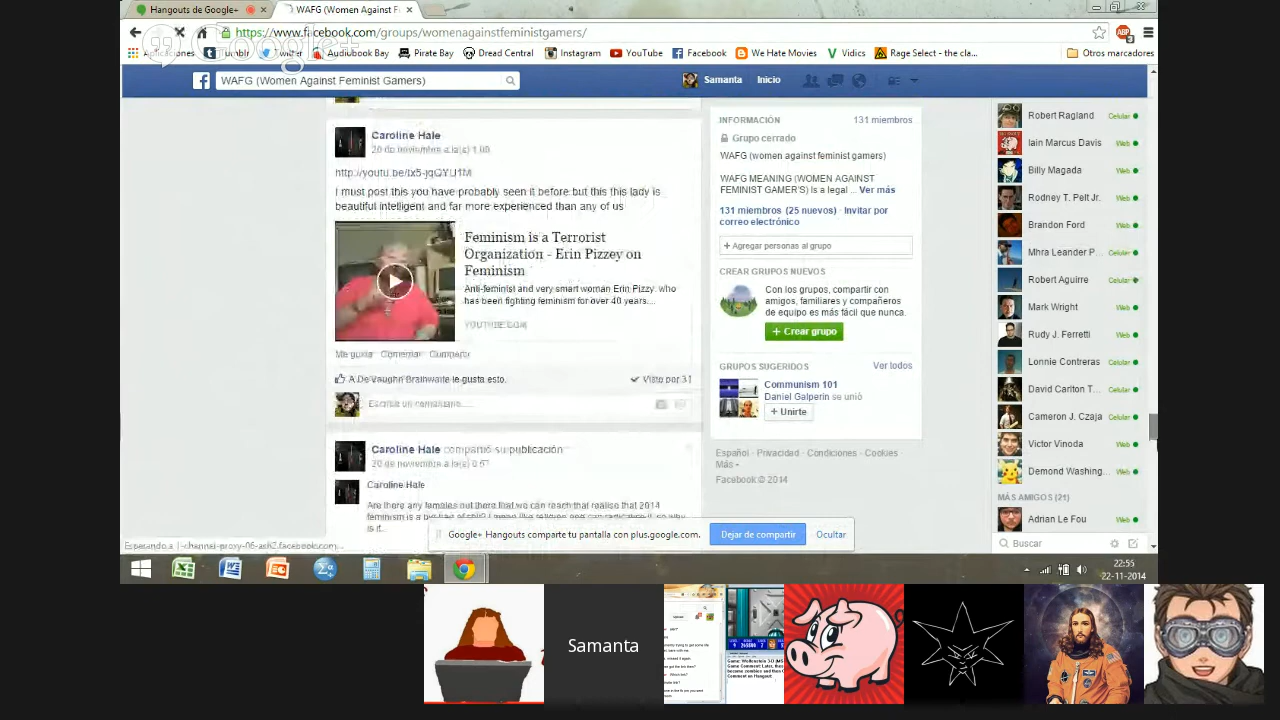 Hangouts de Google+
WAFG (Women Against F
https://www.facebook.com/groups/womenagainstfeministgamers/
Google+
Aplicaciones
Tumblr
Twitter
Audiobook Bay
Pirate Bay
Dread Central
Instagram
YouTube
Facebook
We Hate Movies
Vidics
Rage Select - the cla...
Otros marcadores
WAFG (Women Against Feminist Gamers)
Samanta
Inicio
Caroline Hale
20 de noviembre a la(s) 1:00
I must post this you have probably seen it before but this this lady is
beautiful intelligent and far more experienced than any of us
Feminism is a Terrorist
Organization - Erin Pizzey on
Feminism
Anti-feminist and very smart woman Erin Pizzy. who
has been fighting feminism for over 40 years....
YOUTUBE.COM
Me gusta · Comentar · Compartir
A De'Vaughn Brainwaite le gusta esto.
Visto por 31
Escribe un comentario...
Caroline Hale compartió su publicación.
Caroline Hale
Are there any females out there that we can reach that realise that 2014
INFORMACIÓN
131 miembros
Grupo cerrado
WAFG (women against feminist gamers)
WAFG MEANING (WOMEN AGAINST
FEMINIST GAMER'S) is a legal ... Ver más
131 miembros (25 nuevos) · Invitar por
correo electrónico
+ Agregar personas al grupo
CREAR GRUPOS NUEVOS
Con los grupos, compartir con
amigos, familiares y compañeros
de equipo es más fácil que nunca.
+ Crear grupo
GRUPOS SUGERIDOS
Ver todos
Communism 101
Daniel Galperin se unió
+ Unirte
Español · Privacidad · Condiciones · Cookies ·
Más
Facebook © 2014
Robert Ragland Celular
Iain Marcus Davis Web
Billy Magada Web
Rodney T. Pelt Jr. Web
Brandon Ford Web
Mhra Leander P... Celular
Robert Aguirre Celular
Mark Wright Web
Rudy J. Ferretti Web
Lonnie Contreras Celular
David Carlton T... Celular
Cameron J. Czaja Web
Victor Vinoda Web
Demond Washing... Web
MÁS AMIGOS (21)
Adrian Le Fou Web
Buscar
Google+ Hangouts comparte tu pantalla con plus.google.com.
Dejar de compartir
Ocultar
22:55
22-11-2014
Samanta